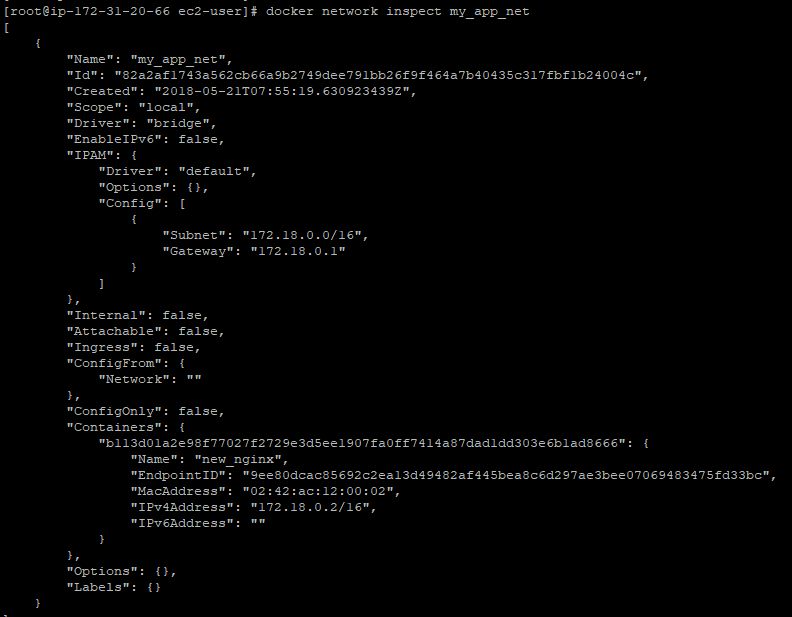 [root@ip-172-31-20-66 ec2-user]# docker network inspect my_app_net
[
    {
        "Name": "my_app_net",
        "Id": "82a2af1743a562cb66a9b2749dee791bb26f9f464a7b40435c317fbf1b24004c",
        "Created": "2018-05-21T07:55:19.630923439Z",
        "Scope": "local",
        "Driver": "bridge",
        "EnableIPv6": false,
        "IPAM": {
            "Driver": "default",
            "Options": {},
            "Config": [
                {
                    "Subnet": "172.18.0.0/16",
                    "Gateway": "172.18.0.1"
                }
            ]
        },
        "Internal": false,
        "Attachable": false,
        "Ingress": false,
        "ConfigFrom": {
            "Network": ""
        },
        "ConfigOnly": false,
        "Containers": {
            "b113d01a2e98f77027f2729e3d5ee1907fa0ff7414a87dad1dd303e6b1ad8666": {
                "Name": "new_nginx",
                "EndpointID": "9ee80dcac85692c2ea13d49482af445bea8c6d297ae3bee07069483475fd33bc",
                "MacAddress": "02:42:ac:12:00:02",
                "IPv4Address": "172.18.0.2/16",
                "IPv6Address": ""
            }
        },
        "Options": {},
        "Labels": {}
    }